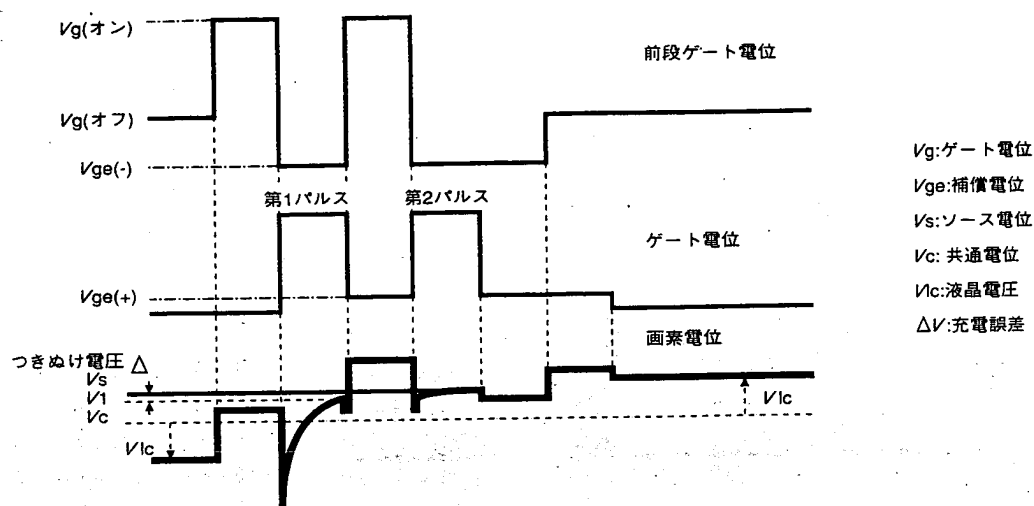 Vg(オン)
前段ゲート電位
Vg(オフ)
Vge(-)
第1パルス
第2パルス
ゲート電位
Vge(+)
画素電位
つきぬけ電圧 △
Vs
V1
Vc
Vlc
Vlc
Vg:ゲート電位
Vge:補償電位
Vs:ソース電位
Vc: 共通電位
Vlc:液晶電圧
ΔV:充電誤差